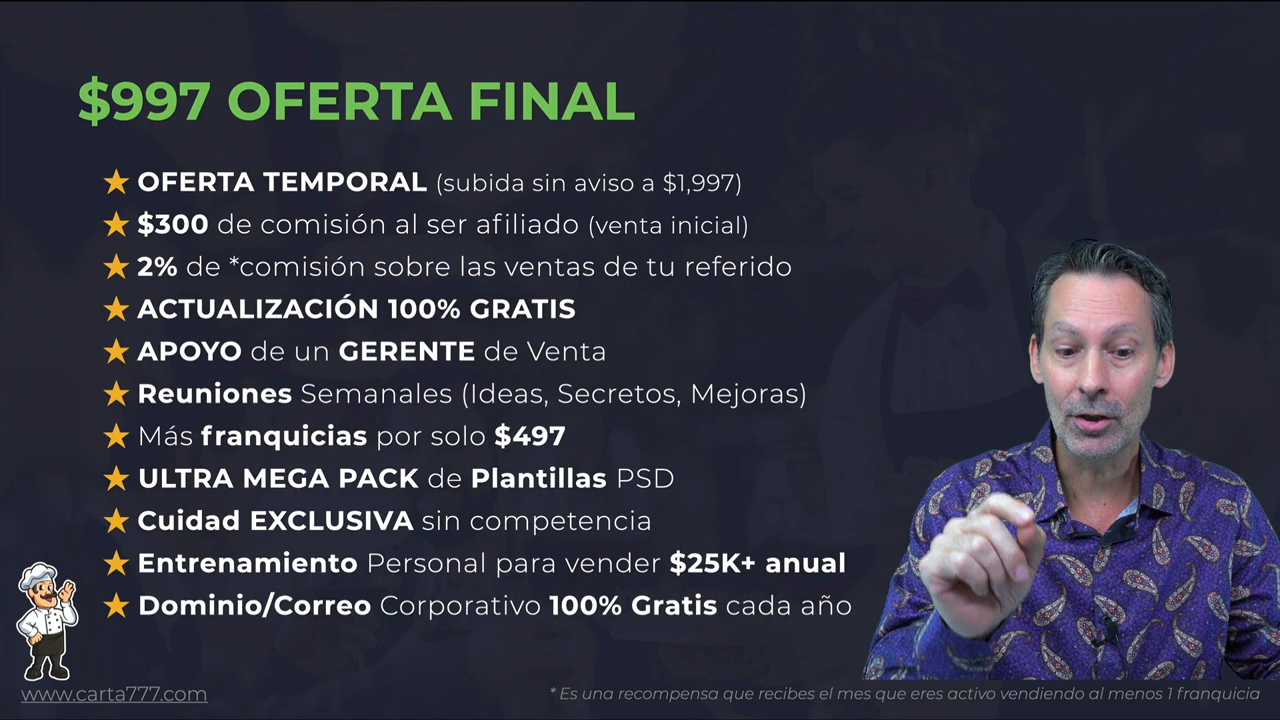 $997 OFERTA FINAL
OFERTA TEMPORAL (subida sin aviso a $1,997)
$300 de comisión al ser afiliado (venta inicial)
2% de *comisión sobre las ventas de tu referido
ACTUALIZACIÓN 100% GRATIS
APOYO de un GERENTE de Venta
Reuniones Semanales (Ideas, Secretos, Mejoras)
Más franquicias por solo $497
ULTRA MEGA PACK de Plantillas PSD
Cuidad EXCLUSIVA sin competencia
Entrenamiento Personal para vender $25K+ anual
Dominio/Correo Corporativo 100% Gratis cada año
www.carta777.com
* Es una recompensa que recibes el mes que eres activo vendiendo al menos 1 franquicia